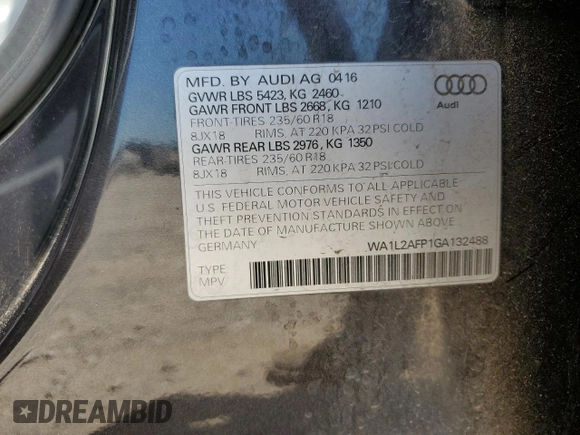 MFD. BY AUDI AG 04 16
GVWR LBS 5423, KG 2460
GAWR FRONT LBS 2668, KG 1210
FRONT-TIRES 235/60 R18
8JX18 RIMS, AT 220 KPA 32 PSI COLD
GAWR REAR LBS 2976, KG 1350
REAR-TIRES 235/60 R18
8JX18 RIMS, AT 220 KPA 32 PSI COLD
THIS VEHICLE CONFORMS TO ALL APPLICABLE
U.S. FEDERAL MOTOR VEHICLE SAFETY AND
THEFT PREVENTION STANDARDS IN EFFECT ON
THE DATE OF MANUFACTURE SHOWN ABOVE.
WA1L2AFP1GA132488
TYPE:
MPV
Audi
DREAMBID